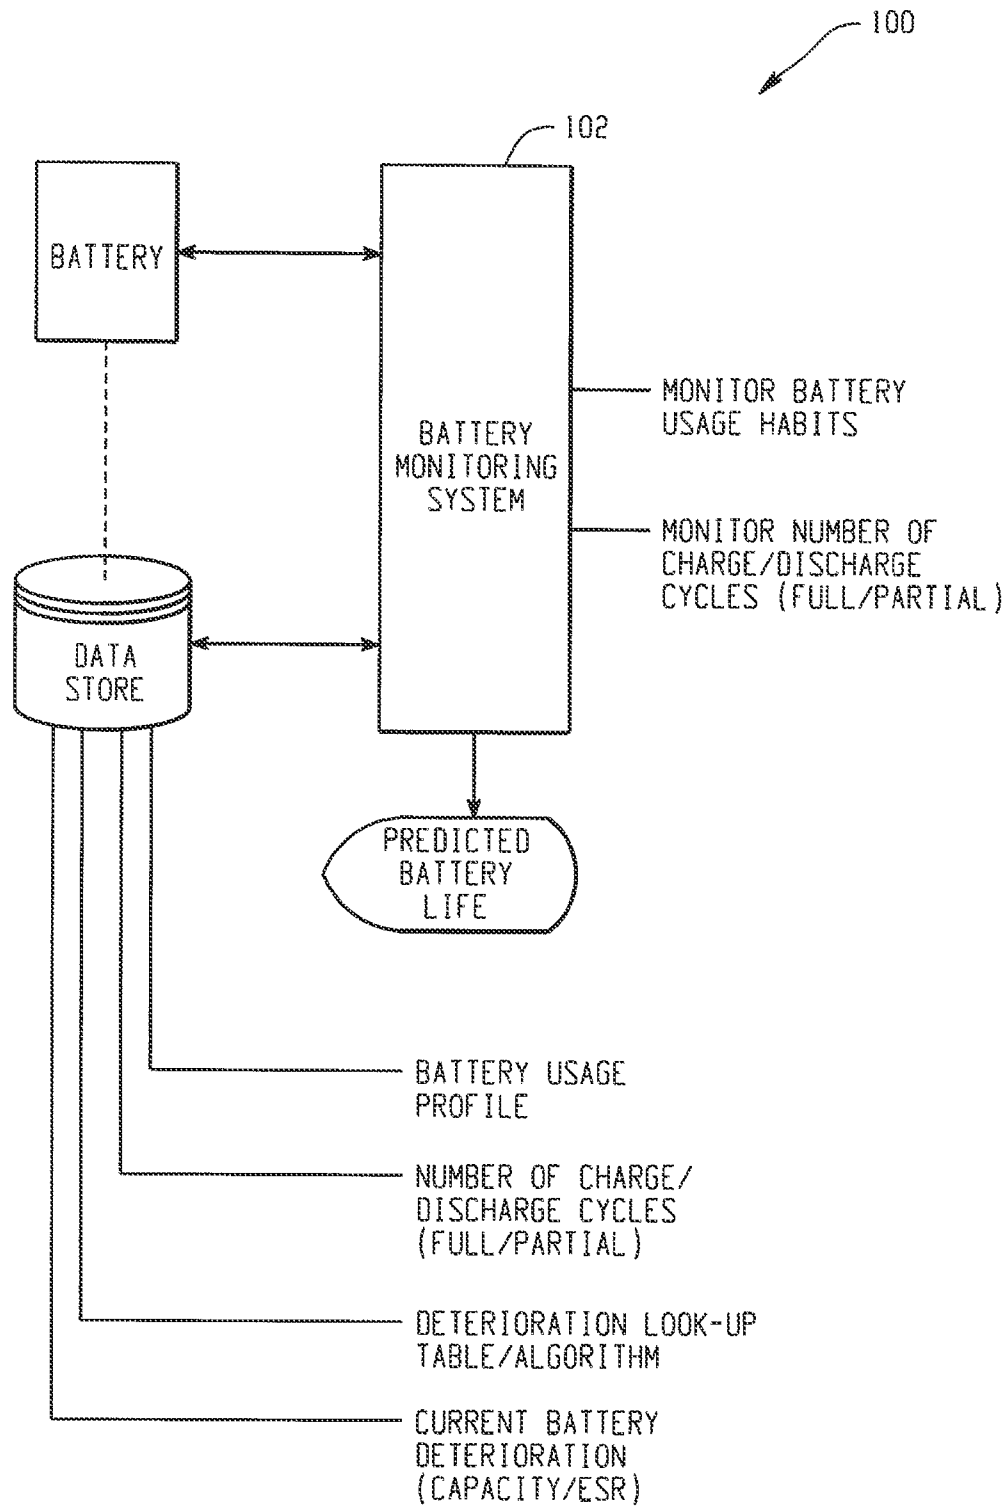 100
102
BATTERY
BATTERY
MONITORING
SYSTEM
MONITOR BATTERY
USAGE HABITS
MONITOR NUMBER OF
CHARGE/DISCHARGE
CYCLES (FULL/PARTIAL)
DATA
STORE
PREDICTED
BATTERY
LIFE
BATTERY USAGE
PROFILE
NUMBER OF CHARGE/
DISCHARGE CYCLES
(FULL/PARTIAL)
DETERIORATION LOOK-UP
TABLE/ALGORITHM
CURRENT BATTERY
DETERIORATION
(CAPACITY/ESR)